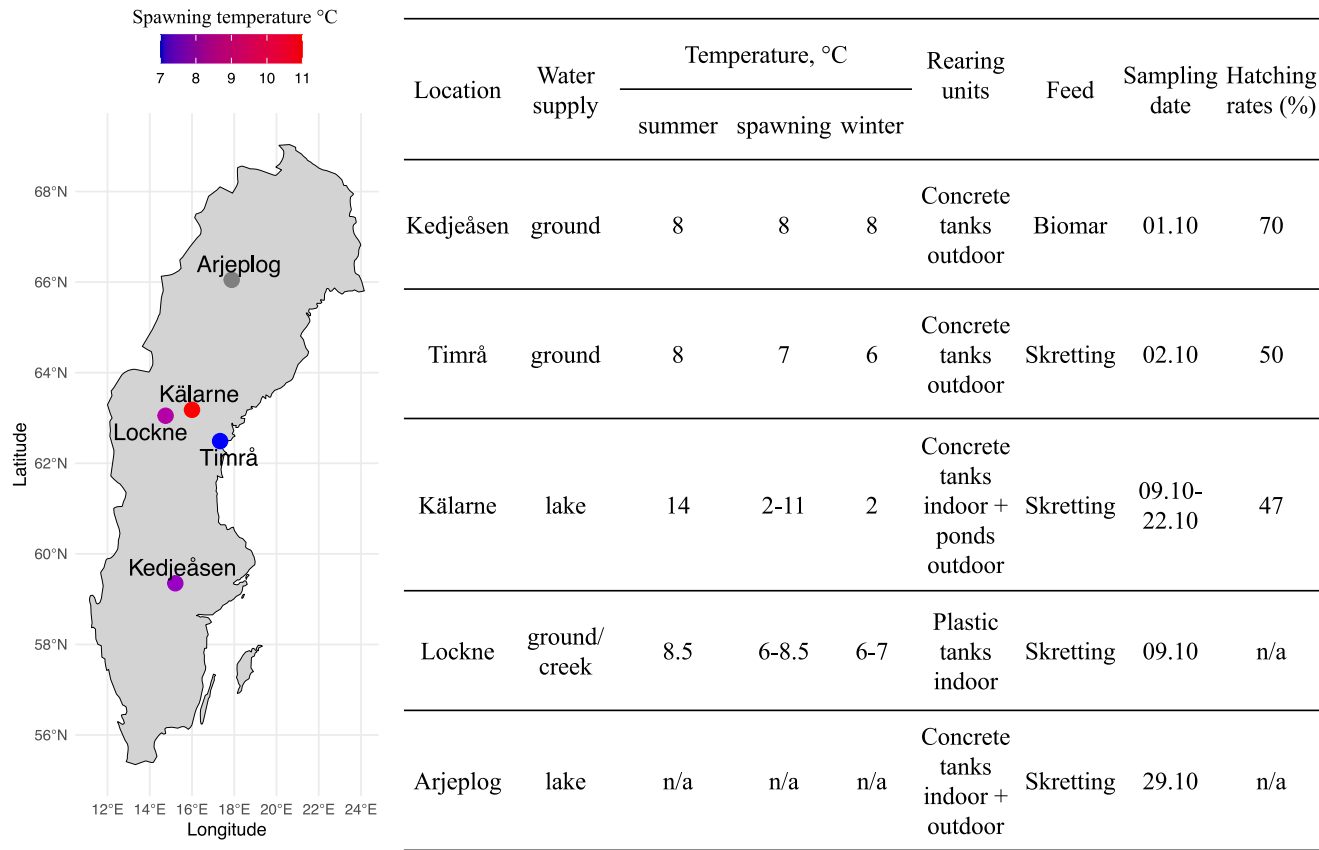 Spawning temperature °C
7 8 9 10 11
68°N
66°N
64°N
62°N
60°N
58°N
56°N
Latitude
Arjeplog
Kälarne
Lockne
Timrå
Kedjeåsen
12°E 14°E 16°E 18°E 20°E 22°E 24°E
Longitude
Location
Water
supply
Temperature, °C
summer spawning winter
Rearing
units
Feed
Sampling
date
Hatching
rates (%)
Kedjeåsen
ground
8
8
8
Concrete
tanks
outdoor
Biomar
01.10
70
Timrå
ground
8
7
6
Concrete
tanks
outdoor
Skretting
02.10
50
Kälarne
lake
14
2-11
2
Concrete
tanks
indoor +
ponds
outdoor
Skretting
09.10-
22.10
47
Lockne
ground/
creek
8.5
6-8.5
6-7
Plastic
tanks
indoor
Skretting
09.10
n/a
Arjeplog
lake
n/a
n/a
n/a
Concrete
tanks
indoor +
outdoor
Skretting
29.10
n/a